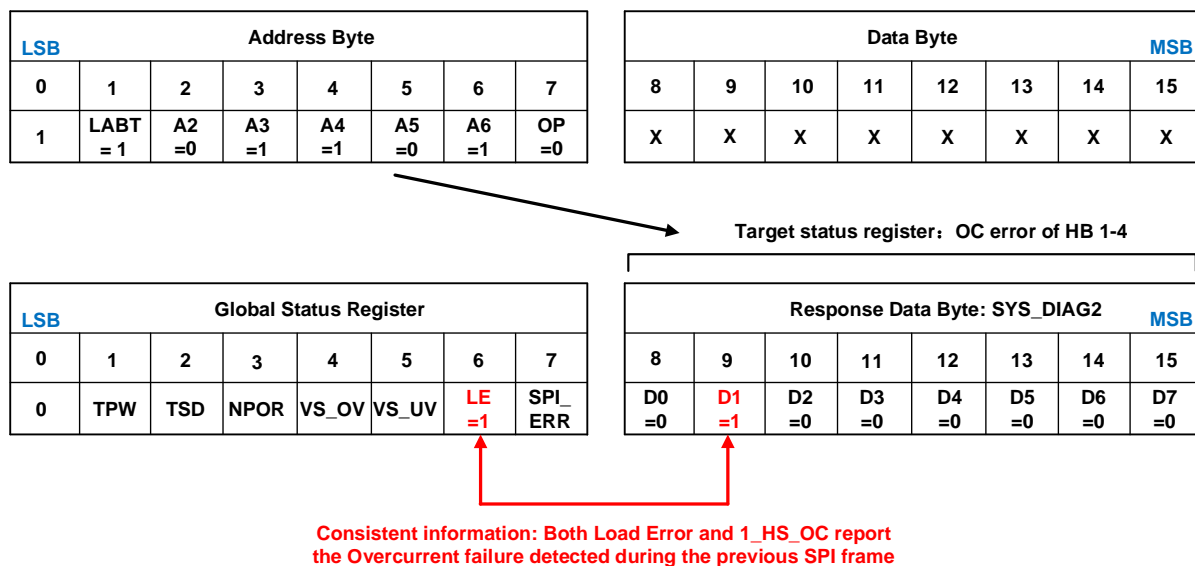 Address Byte
LSB
0 1 2 3 4 5 6 7
1 LABT = 1 A2 =0 A3 =1 A4 =1 A5 =0 A6 =1 OP =0
Data Byte
MSB
8 9 10 11 12 13 14 15
X X X X X X X X
Target status register：OC error of HB 1-4
Global Status Register
LSB
0 1 2 3 4 5 6 7
0 TPW TSD NPOR VS_OV VS_UV LE =1 SPI_ ERR
Response Data Byte: SYS_DIAG2
MSB
8 9 10 11 12 13 14 15
D0 =0 D1 =1 D2 =0 D3 =0 D4 =0 D5 =0 D6 =0 D7 =0
Consistent information: Both Load Error and 1_HS_OC report
the Overcurrent failure detected during the previous SPI frame